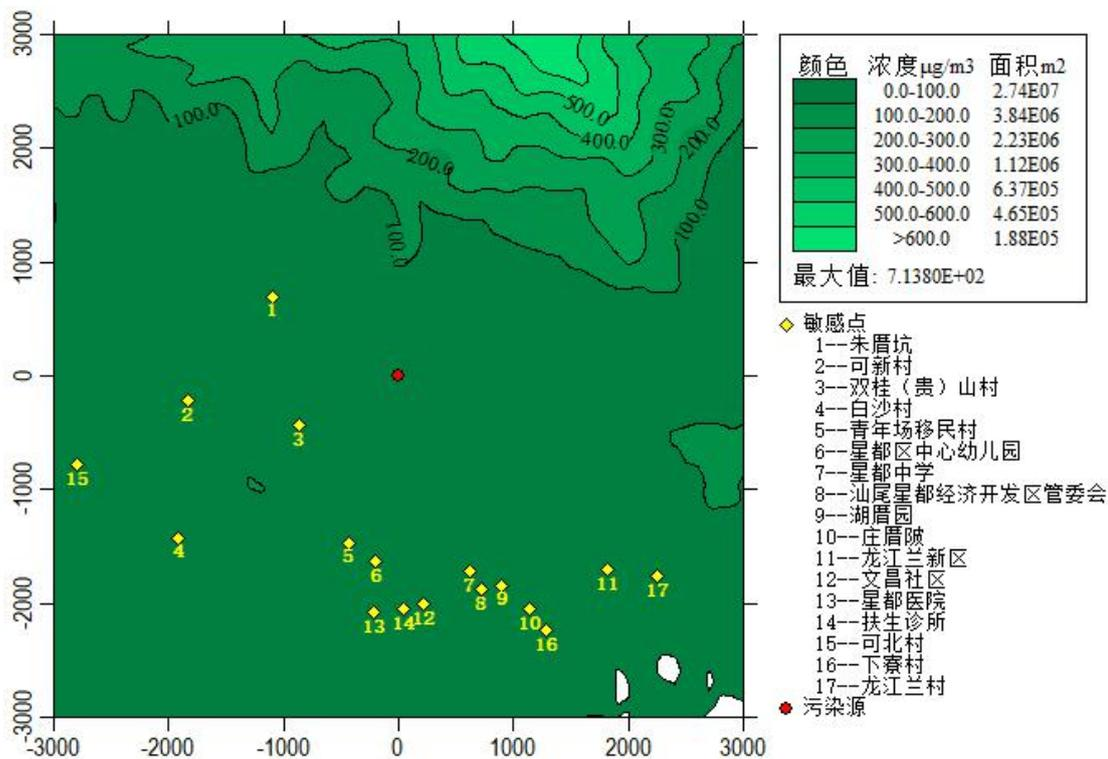 颜色 浓度μg/m3 面积m2
0.0-100.0 2.74E07
100.0-200.0 3.84E06
200.0-300.0 2.23E06
300.0-400.0 1.12E06
400.0-500.0 6.37E05
500.0-600.0 4.65E05
>600.0 1.88E05
最大值: 7.1380E+02
敏感点
1--朱厝坑
2--可新村
3--双桂（贵）山村
4--白沙村
5--青年场移民村
6--星都区中心幼儿园
7--星都中学
8--汕尾星都经济开发区管委会
9--湖厝园
10--庄厝陂
11--龙江兰新区
12--文昌社区
13--星都医院
14--扶生诊所
15--可北村
16--下寮村
17--龙江兰村
污染源
3000
2000
1000
0
-1000
-2000
-3000
-3000 -2000 -1000 0 1000 2000 3000
100.0
200.0
100.0
500.0
400.0
300.0
200.0
100.0
1
2
3
15
4
5
6
7
8
9
11
17
13
14
12
10
16